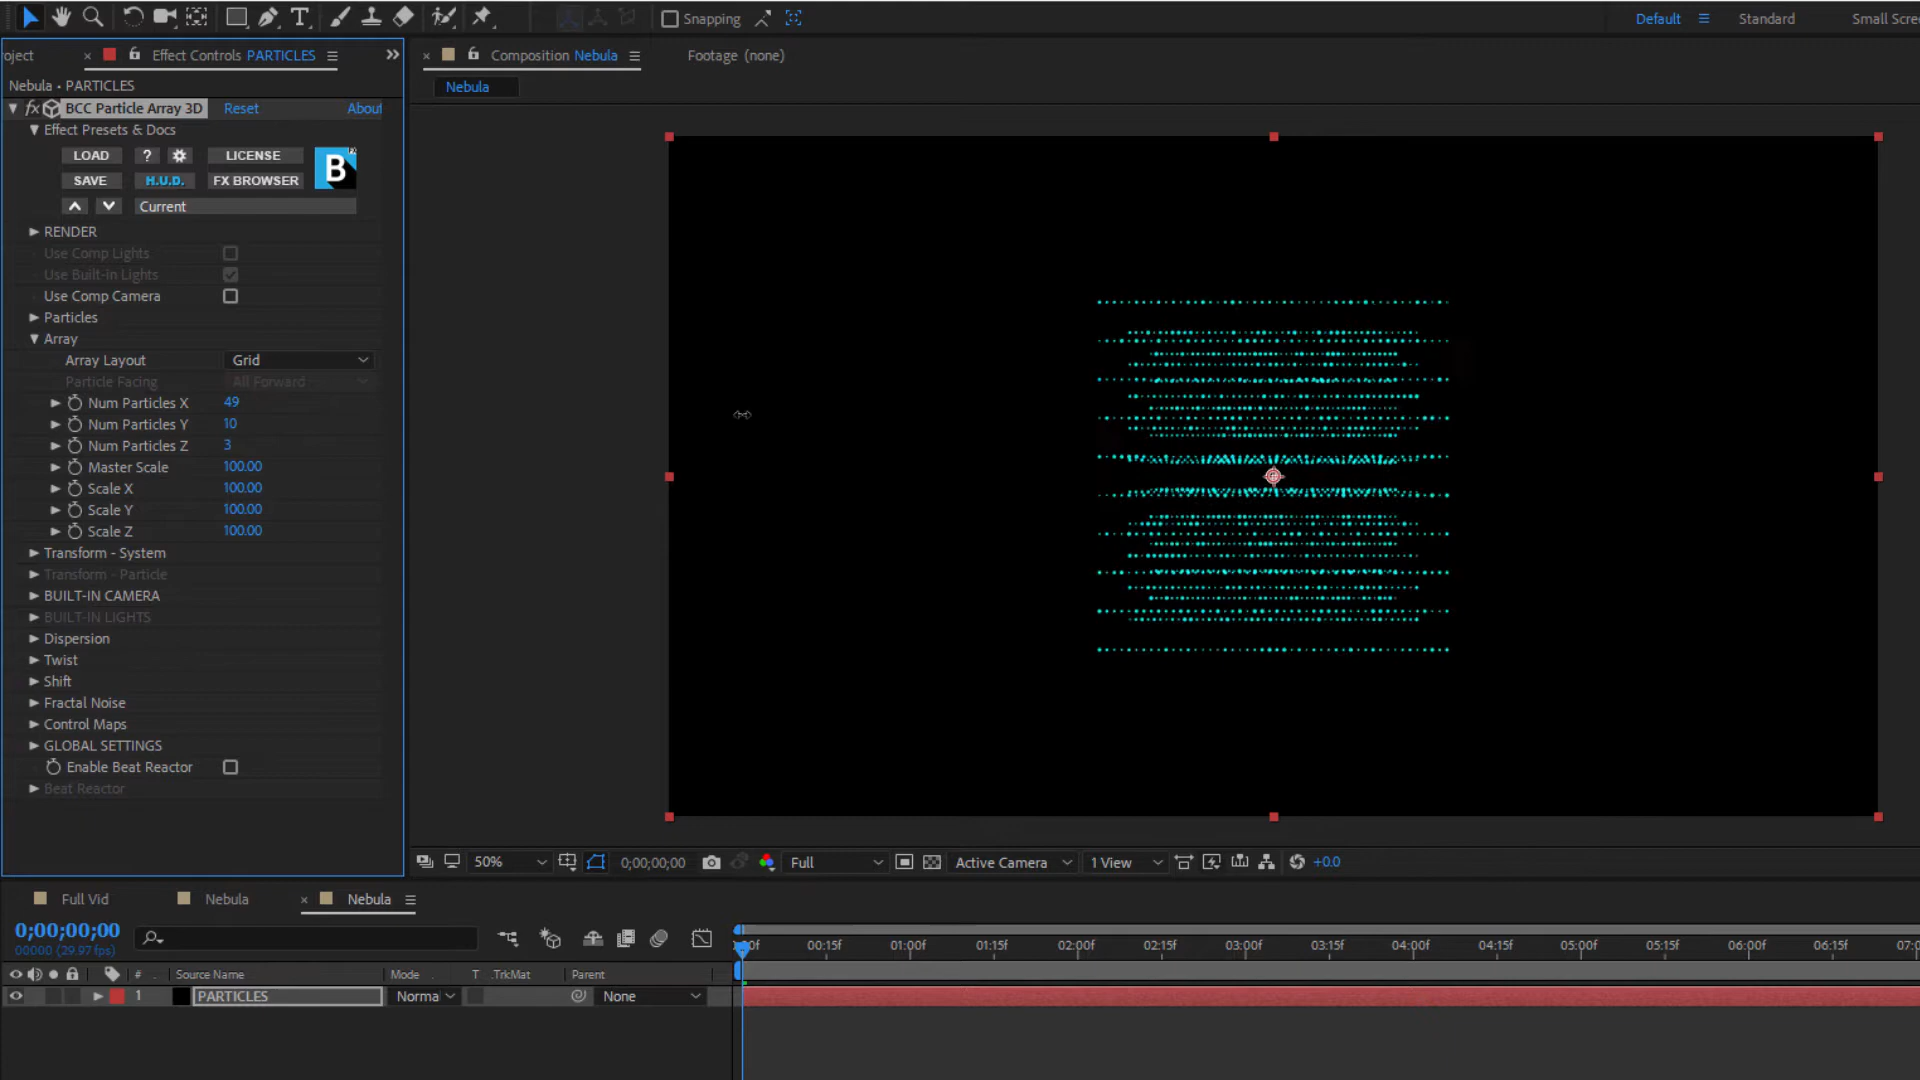 Snapping
Default
Standard
Small Scree
oject
Effect Controls PARTICLES
Composition Nebula
Footage (none)
Nebula • PARTICLES
Nebula
fx BCC Particle Array 3D Reset About
Effect Presets & Docs
LOAD ? LICENSE
B FX
SAVE H.U.D. FX BROWSER
Current
RENDER
Use Comp Lights
Use Built-in Lights
Use Comp Camera
Particles
Array
Array Layout Grid
Particle Facing All Forward
Num Particles X 49
Num Particles Y 10
Num Particles Z 3
Master Scale 100.00
Scale X 100.00
Scale Y 100.00
Scale Z 100.00
Transform - System
Transform - Particle
BUILT-IN CAMERA
BUILT-IN LIGHTS
Dispersion
Twist
Shift
Fractal Noise
Control Maps
GLOBAL SETTINGS
Enable Beat Reactor
Beat Reactor
50% 0;00;00;00 Full Active Camera 1 View +0.0
Full Vid
Nebula
Nebula
0;00;00;00
00000 (29.97 fps)
:00f 00:15f 01:00f 01:15f 02:00f 02:15f 03:00f 03:15f 04:00f 04:15f 05:00f 05:15f 06:00f 06:15f 07:0
# Source Name Mode T .TrkMat Parent
1 PARTICLES Norma None